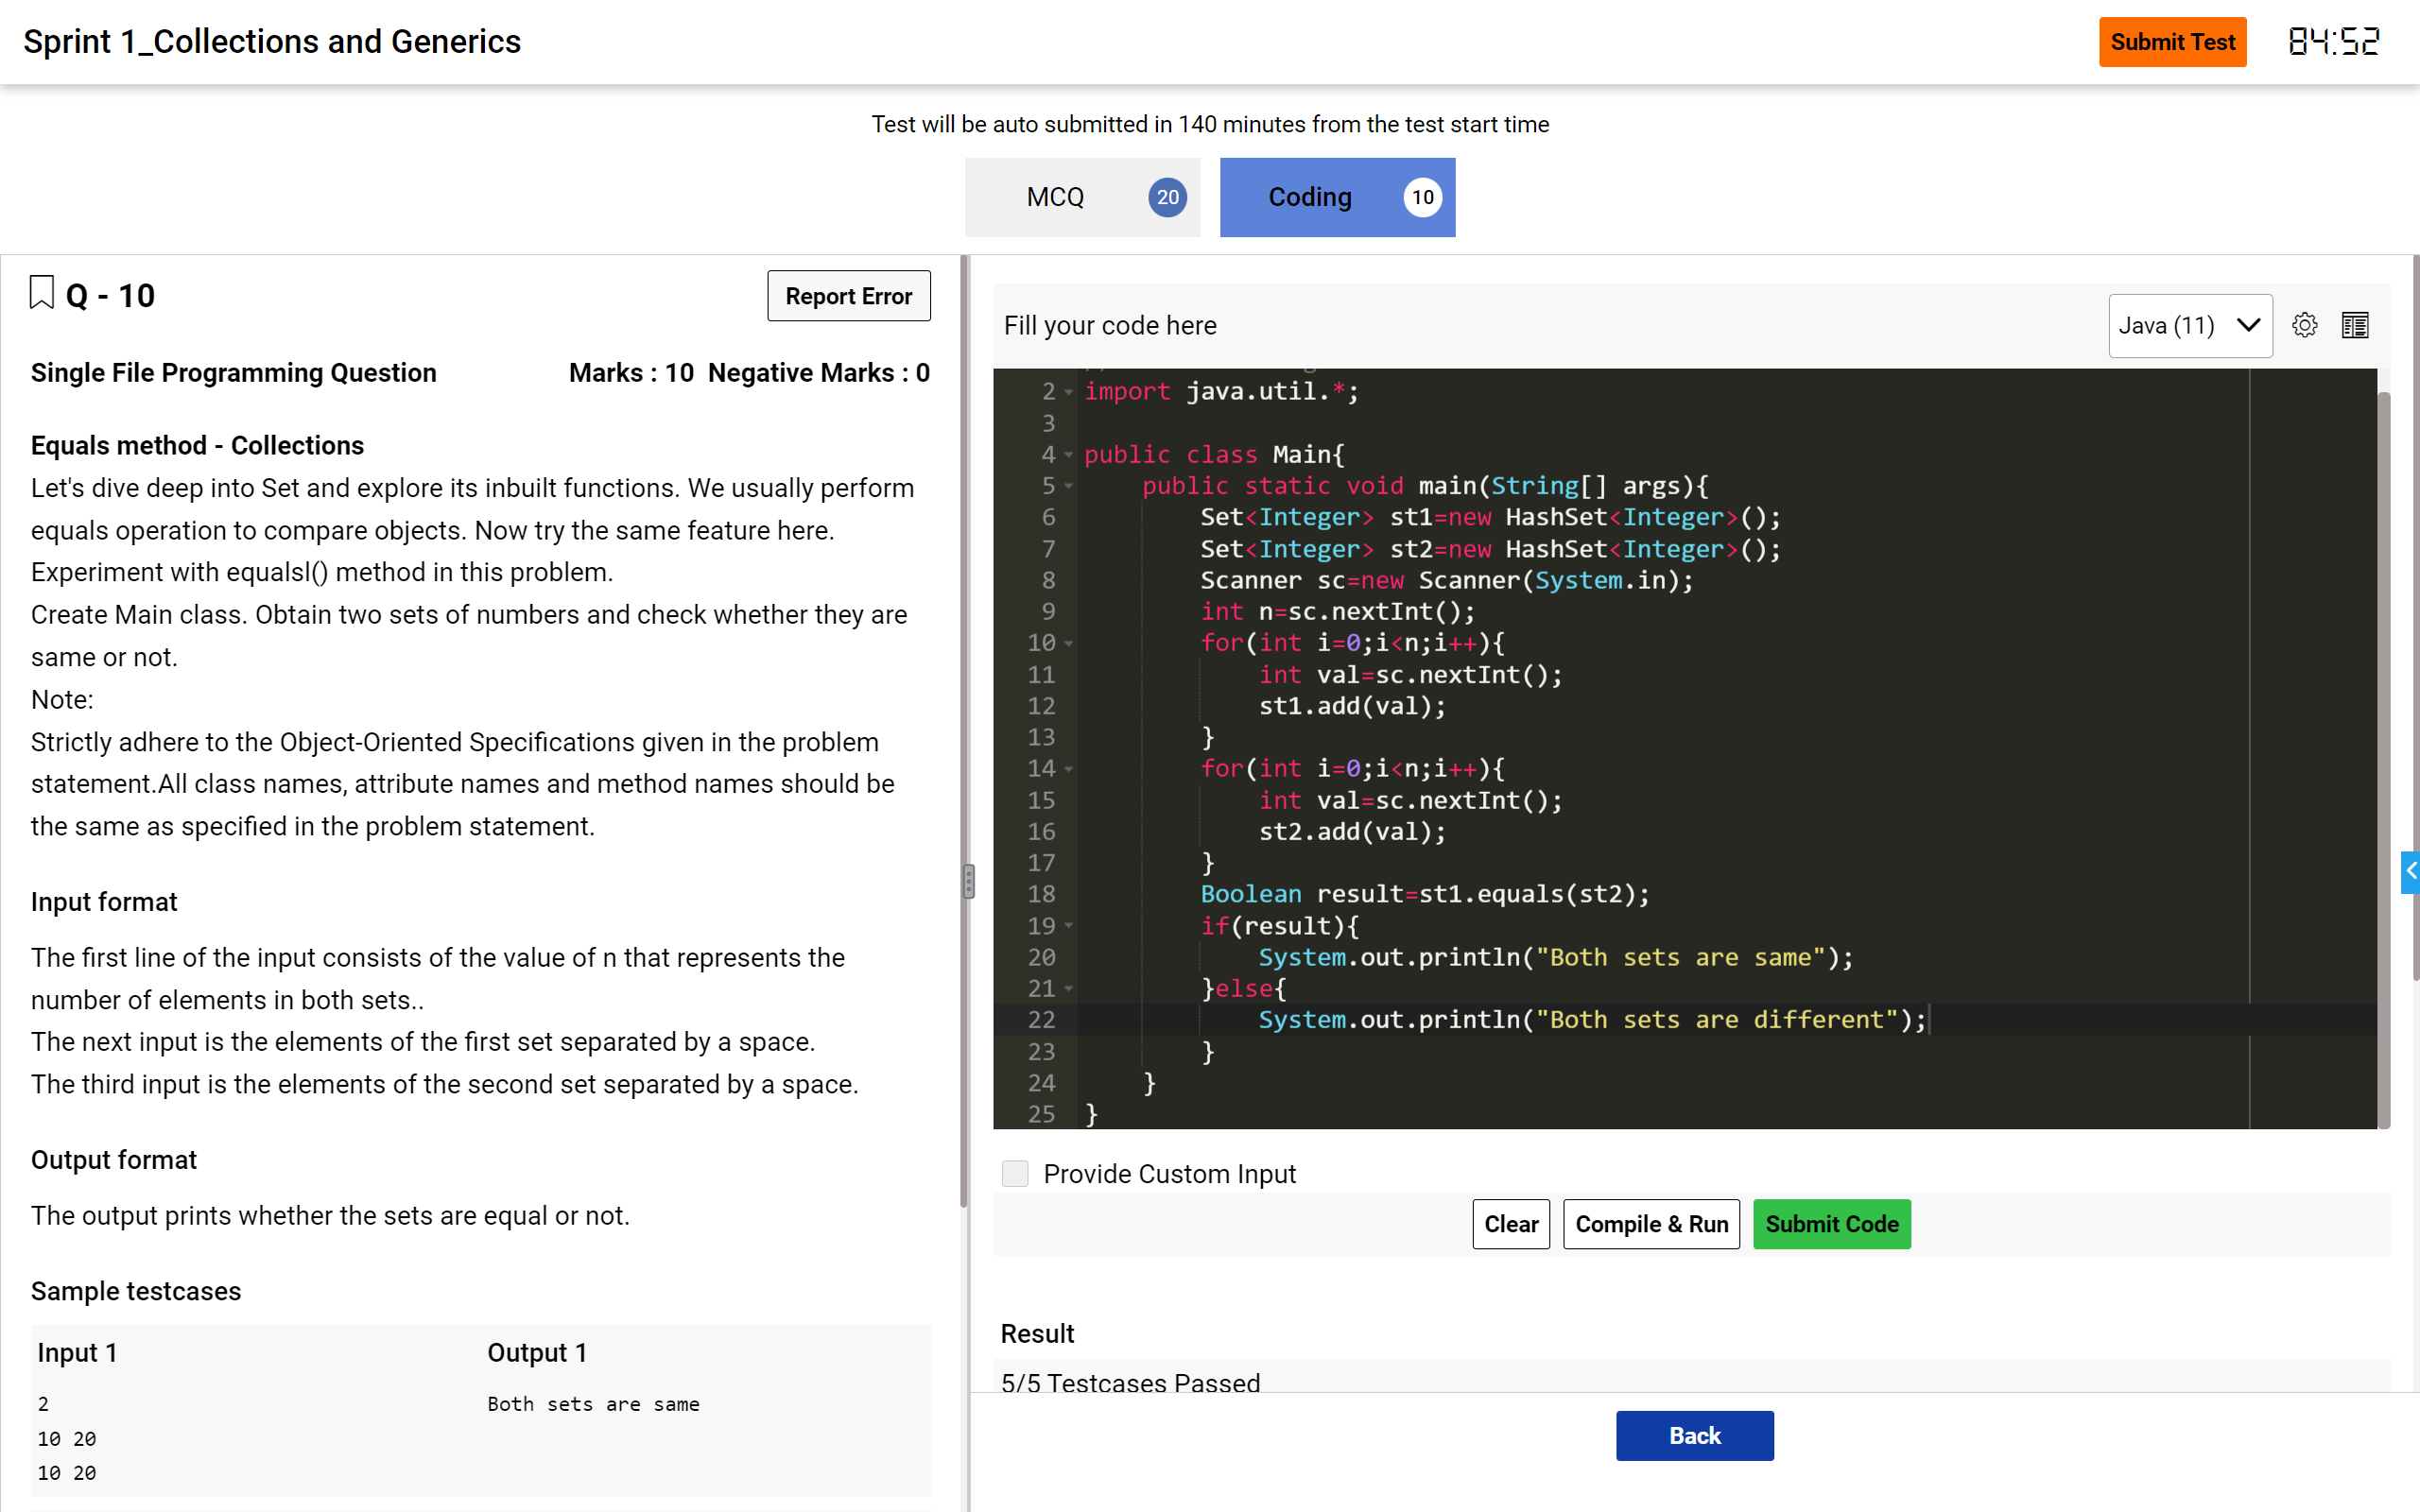 Sprint 1_Collections and Generics
Submit Test
84:52
Test will be auto submitted in 140 minutes from the test start time
MCQ 20
Coding 10
Q - 10
Report Error
Single File Programming Question
Marks : 10 Negative Marks : 0
Equals method - Collections
Let's dive deep into Set and explore its inbuilt functions. We usually perform
equals operation to compare objects. Now try the same feature here.
Experiment with equalsl() method in this problem.
Create Main class. Obtain two sets of numbers and check whether they are
same or not.
Note:
Strictly adhere to the Object-Oriented Specifications given in the problem
statement.All class names, attribute names and method names should be
the same as specified in the problem statement.
Input format
The first line of the input consists of the value of n that represents the
number of elements in both sets..
The next input is the elements of the first set separated by a space.
The third input is the elements of the second set separated by a space.
Output format
The output prints whether the sets are equal or not.
Sample testcases
Input 1
Output 1
2
Both sets are same
10 20
10 20
Fill your code here
Java (11)
2 import java.util.*;
3
4 public class Main{
5 public static void main(String[] args){
6 Set<Integer> st1=new HashSet<Integer>();
7 Set<Integer> st2=new HashSet<Integer>();
8 Scanner sc=new Scanner(System.in);
9 int n=sc.nextInt();
10 for(int i=0;i<n;i++){
11 int val=sc.nextInt();
12 st1.add(val);
13 }
14 for(int i=0;i<n;i++){
15 int val=sc.nextInt();
16 st2.add(val);
17 }
18 Boolean result=st1.equals(st2);
19 if(result){
20 System.out.println("Both sets are same");
21 }else{
22 System.out.println("Both sets are different");
23 }
24 }
25 }
Provide Custom Input
Clear
Compile & Run
Submit Code
Result
5/5 Testcases Passed
Back